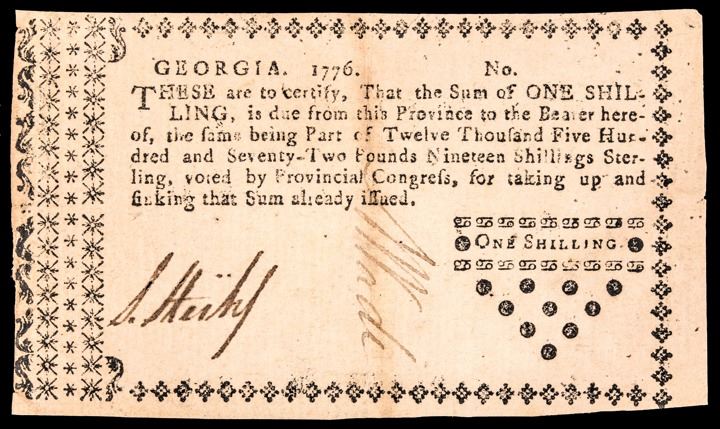 GEORGIA. 1776. No.
THESE are to certify, That the Sum of ONE SHIL-
LING, is due from this Province to the Bearer here-
of, the ſame being Part of Twelve Thouſand Five Hun-
dred and Seventy-Two Pounds Nineteen Shillings Ster-
ling, voted by Provincial Congreſs, for taking up and
ſinking that Sum already iſſued.
ONE SHILLING.
Wade